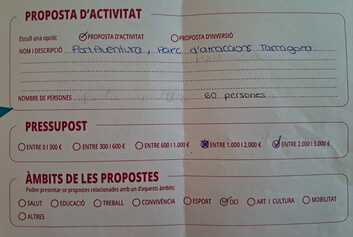 PROPOSTA D'ACTIVITAT
Escull una opció: PROPOSTA D'ACTIVITAT PROPOSTA D'INVERSIÓ
NOM I DESCRIPCIÓ PortAventura, Parc d'atraccions Tarragona
NOMBRE DE PERSONES 60 persones
PRESSUPOST
ENTRE 0 I 300 € ENTRE 300 I 600 € ENTRE 600 I 1.000 € ENTRE 1.000 I 2.000 € ENTRE 2.000 I 3.000 €
ÀMBITS DE LES PROPOSTES
Poden presentar-se propostes relacionades amb un d'aquests àmbits:
SALUT EDUCACIÓ TREBALL CONVIVÈNCIA ESPORT OCI ART I CULTURA MOBILITAT
ALTRES